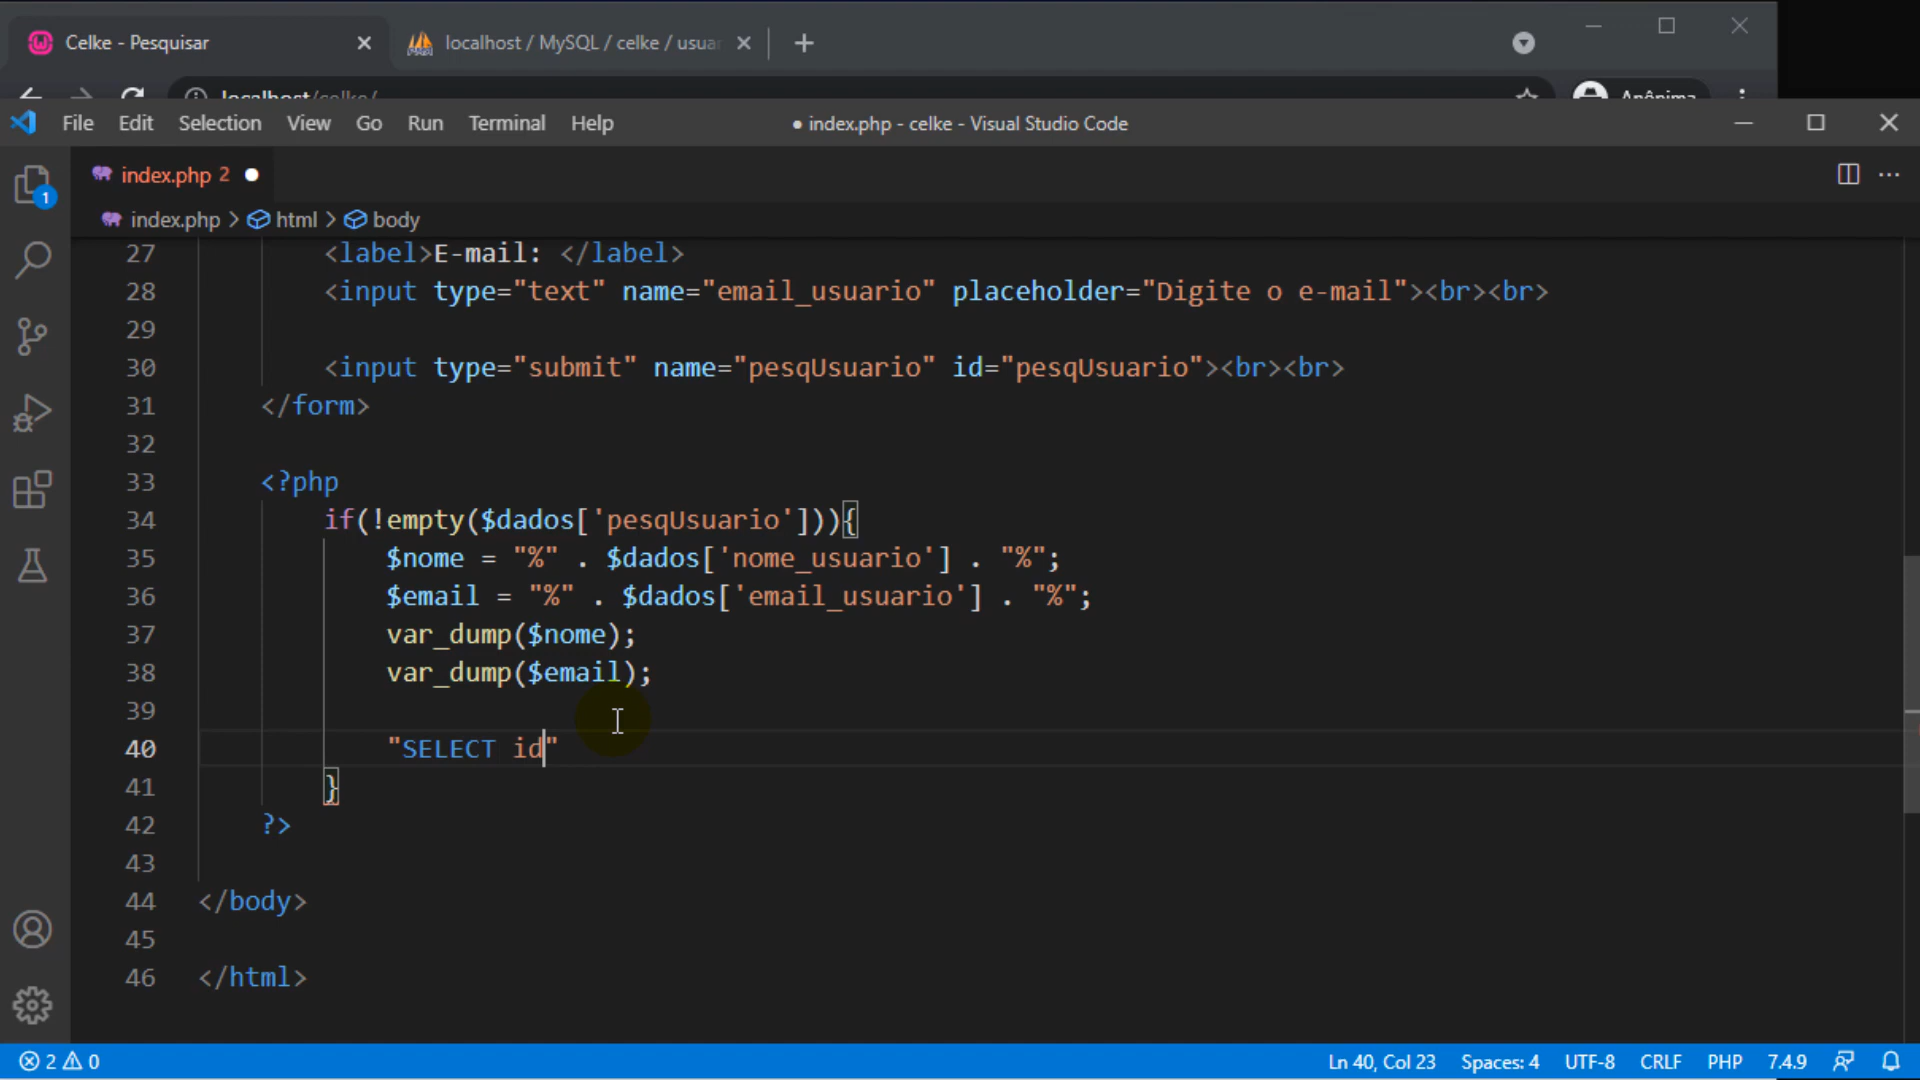 Celke - Pesquisar
localhost / MySQL / celke / usuar
localhost/celke/
Anônima
File Edit Selection View Go Run Terminal Help
● index.php - celke - Visual Studio Code
index.php 2
1
index.php > html > body
27 <label>E-mail: </label>
28 <input type="text" name="email_usuario" placeholder="Digite o e-mail"><br><br>
29
30 <input type="submit" name="pesqUsuario" id="pesqUsuario"><br><br>
31 </form>
32
33 <?php
34 if(!empty($dados['pesqUsuario'])){
35 $nome = "%" . $dados['nome_usuario'] . "%";
36 $email = "%" . $dados['email_usuario'] . "%";
37 var_dump($nome);
38 var_dump($email);
39
40 "SELECT id"
41 }
42 ?>
43
44 </body>
45
46 </html>
2 0
Ln 40, Col 23 Spaces: 4 UTF-8 CRLF PHP 7.4.9